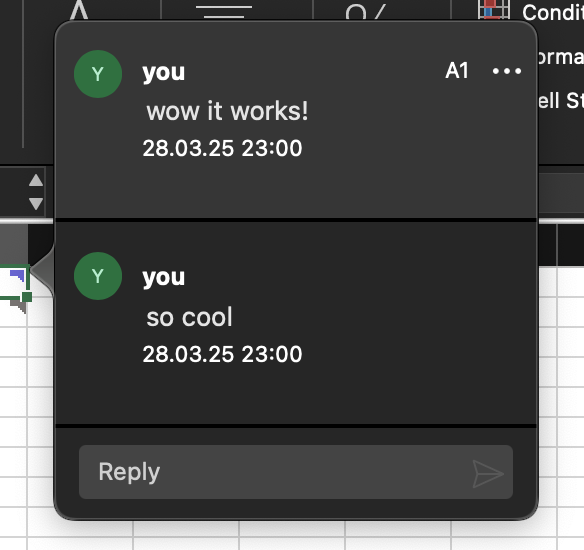 Condit
orma
ell St
Y
you
A1
wow it works!
28.03.25 23:00
Y
you
so cool
28.03.25 23:00
Reply